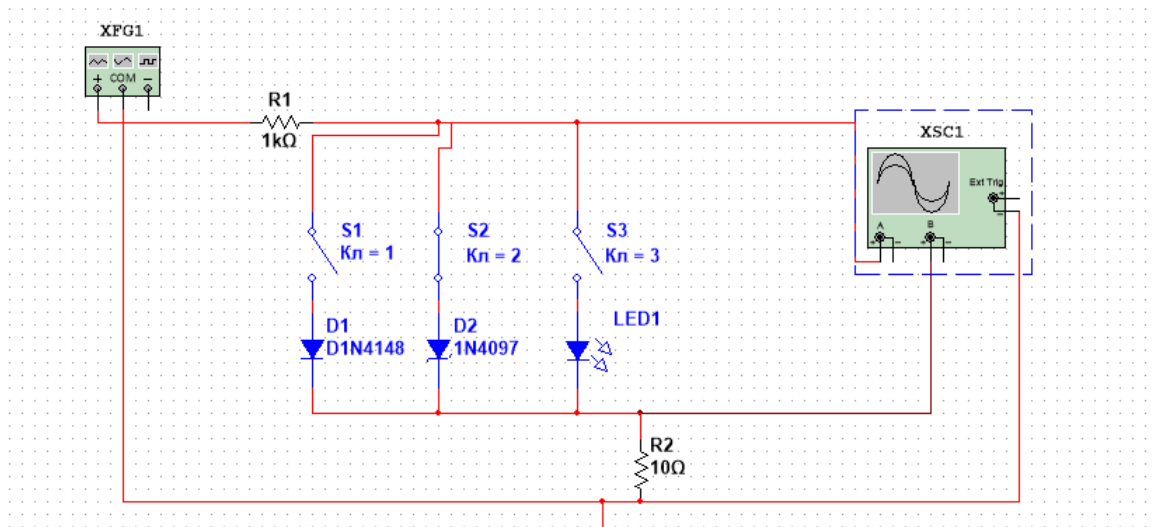 XFG1
COM
R1
1kΩ
XSC1
Ext Trig
A
B
S1
Кл = 1
S2
Кл = 2
S3
Кл = 3
D1
D1N4148
D2
1N4097
LED1
R2
10Ω